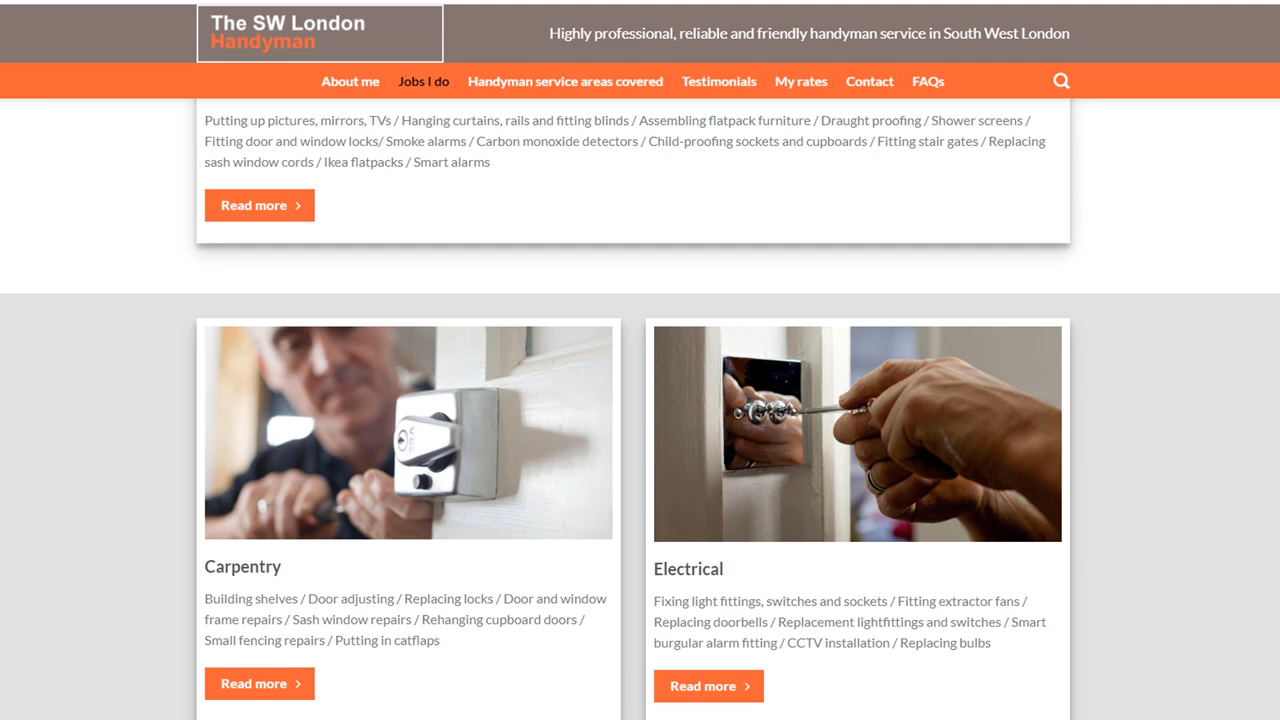 The SW London
Handyman
Highly professional, reliable and friendly handyman service in South West London
About me Jobs I do Handyman service areas covered Testimonials My rates Contact FAQs
Putting up pictures, mirrors, TVs / Hanging curtains, rails and fitting blinds / Assembling flatpack furniture / Draught proofing / Shower screens /
Fitting door and window locks/ Smoke alarms / Carbon monoxide detectors / Child-proofing sockets and cupboards / Fitting stair gates / Replacing
sash window cords / Ikea flatpacks / Smart alarms
Read more
Carpentry
Building shelves / Door adjusting / Replacing locks / Door and window
frame repairs / Sash window repairs / Rehanging cupboard doors /
Small fencing repairs / Putting in catflaps
Read more
Electrical
Fixing light fittings, switches and sockets / Fitting extractor fans /
Replacing doorbells / Replacement lightfittings and switches / Smart
burgular alarm fitting / CCTV installation / Replacing bulbs
Read more